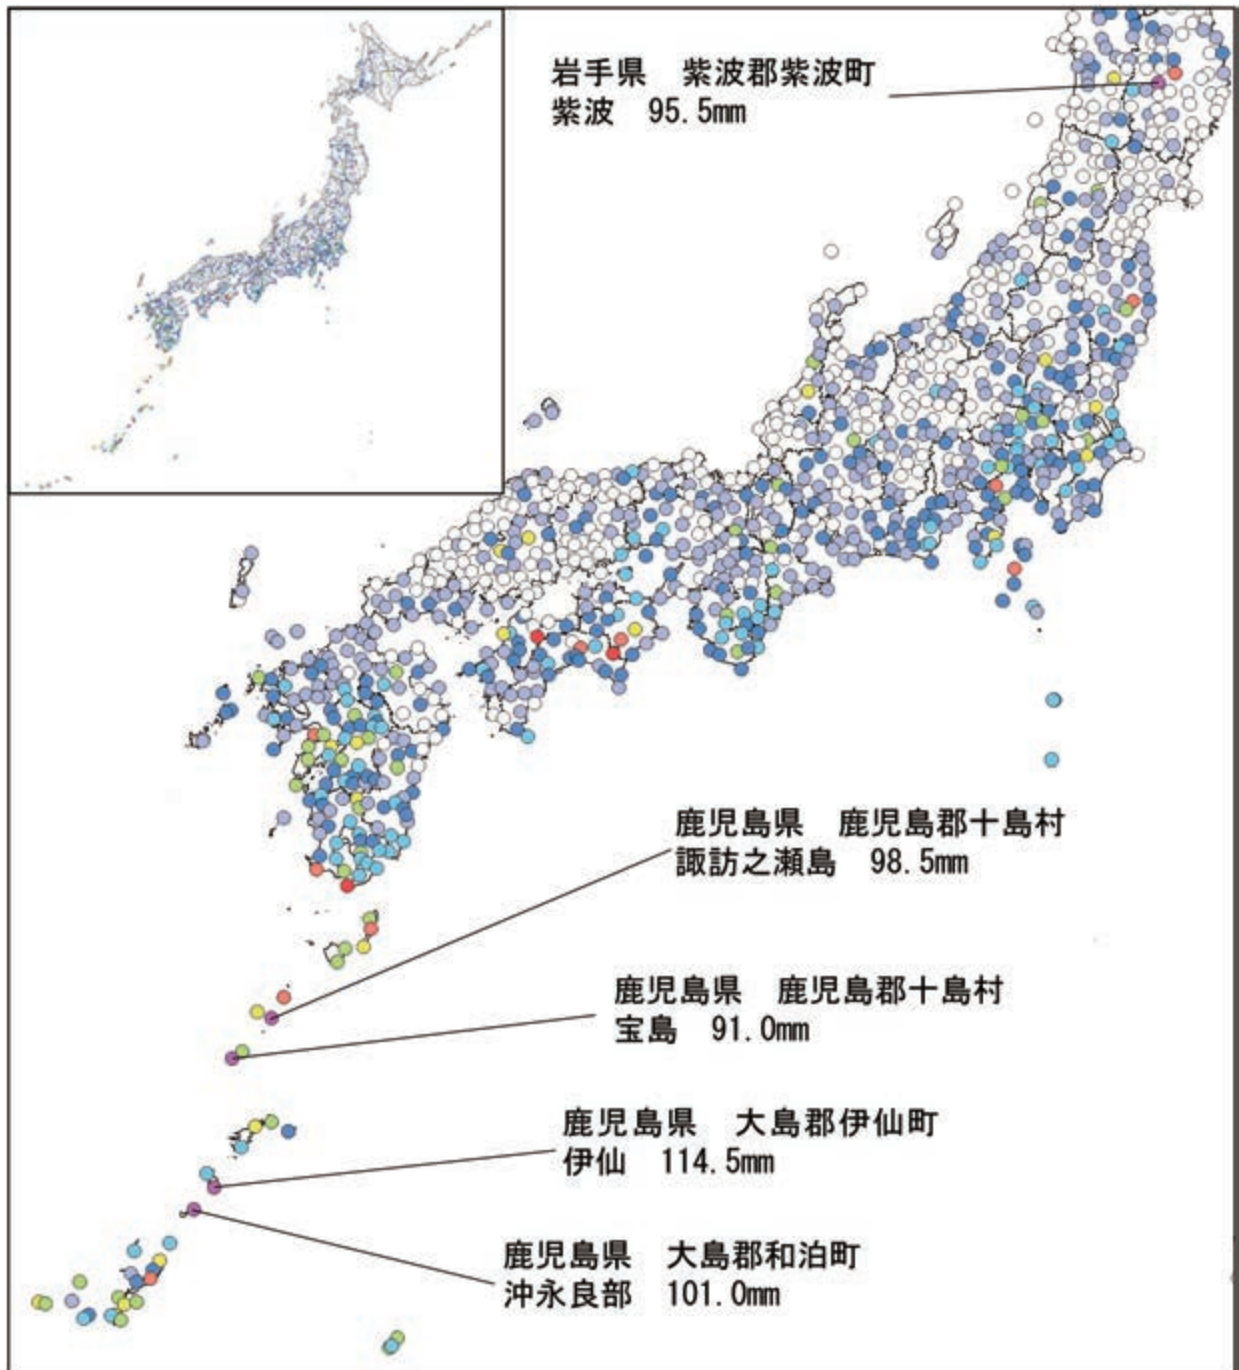 岩手県　紫波郡紫波町
紫波　95.5mm
鹿児島県　鹿児島郡十島村
諏訪之瀬島　98.5mm
鹿児島県　鹿児島郡十島村
宝島　91.0mm
鹿児島県　大島郡伊仙町
伊仙　114.5mm
鹿児島県　大島郡和泊町
沖永良部　101.0mm